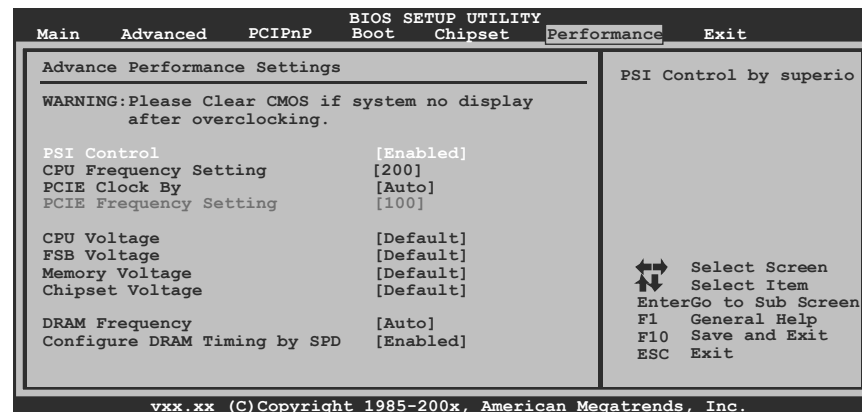 BIOS SETUP UTILITY
Main Advanced PCIPnP Boot Chipset Performance Exit
Advance Performance Settings
WARNING:Please Clear CMOS if system no display
after overclocking.
PSI Control [Enabled]
CPU Frequency Setting [200]
PCIE Clock By [Auto]
PCIE Frequency Setting [100]
CPU Voltage [Default]
FSB Voltage [Default]
Memory Voltage [Default]
Chipset Voltage [Default]
DRAM Frequency [Auto]
Configure DRAM Timing by SPD [Enabled]
PSI Control by superio
Select Screen
Select Item
EnterGo to Sub Screen
F1 General Help
F10 Save and Exit
ESC Exit
vxx.xx (C)Copyright 1985-200x, American Megatrends, Inc.